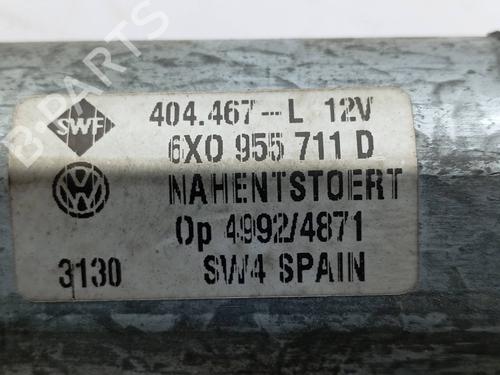 SWF
404.467-L 12V
6X0 955 711 D
NAHENTSTOERT
Op 4992/4871
3130 SW4 SPAIN
B-PARTS